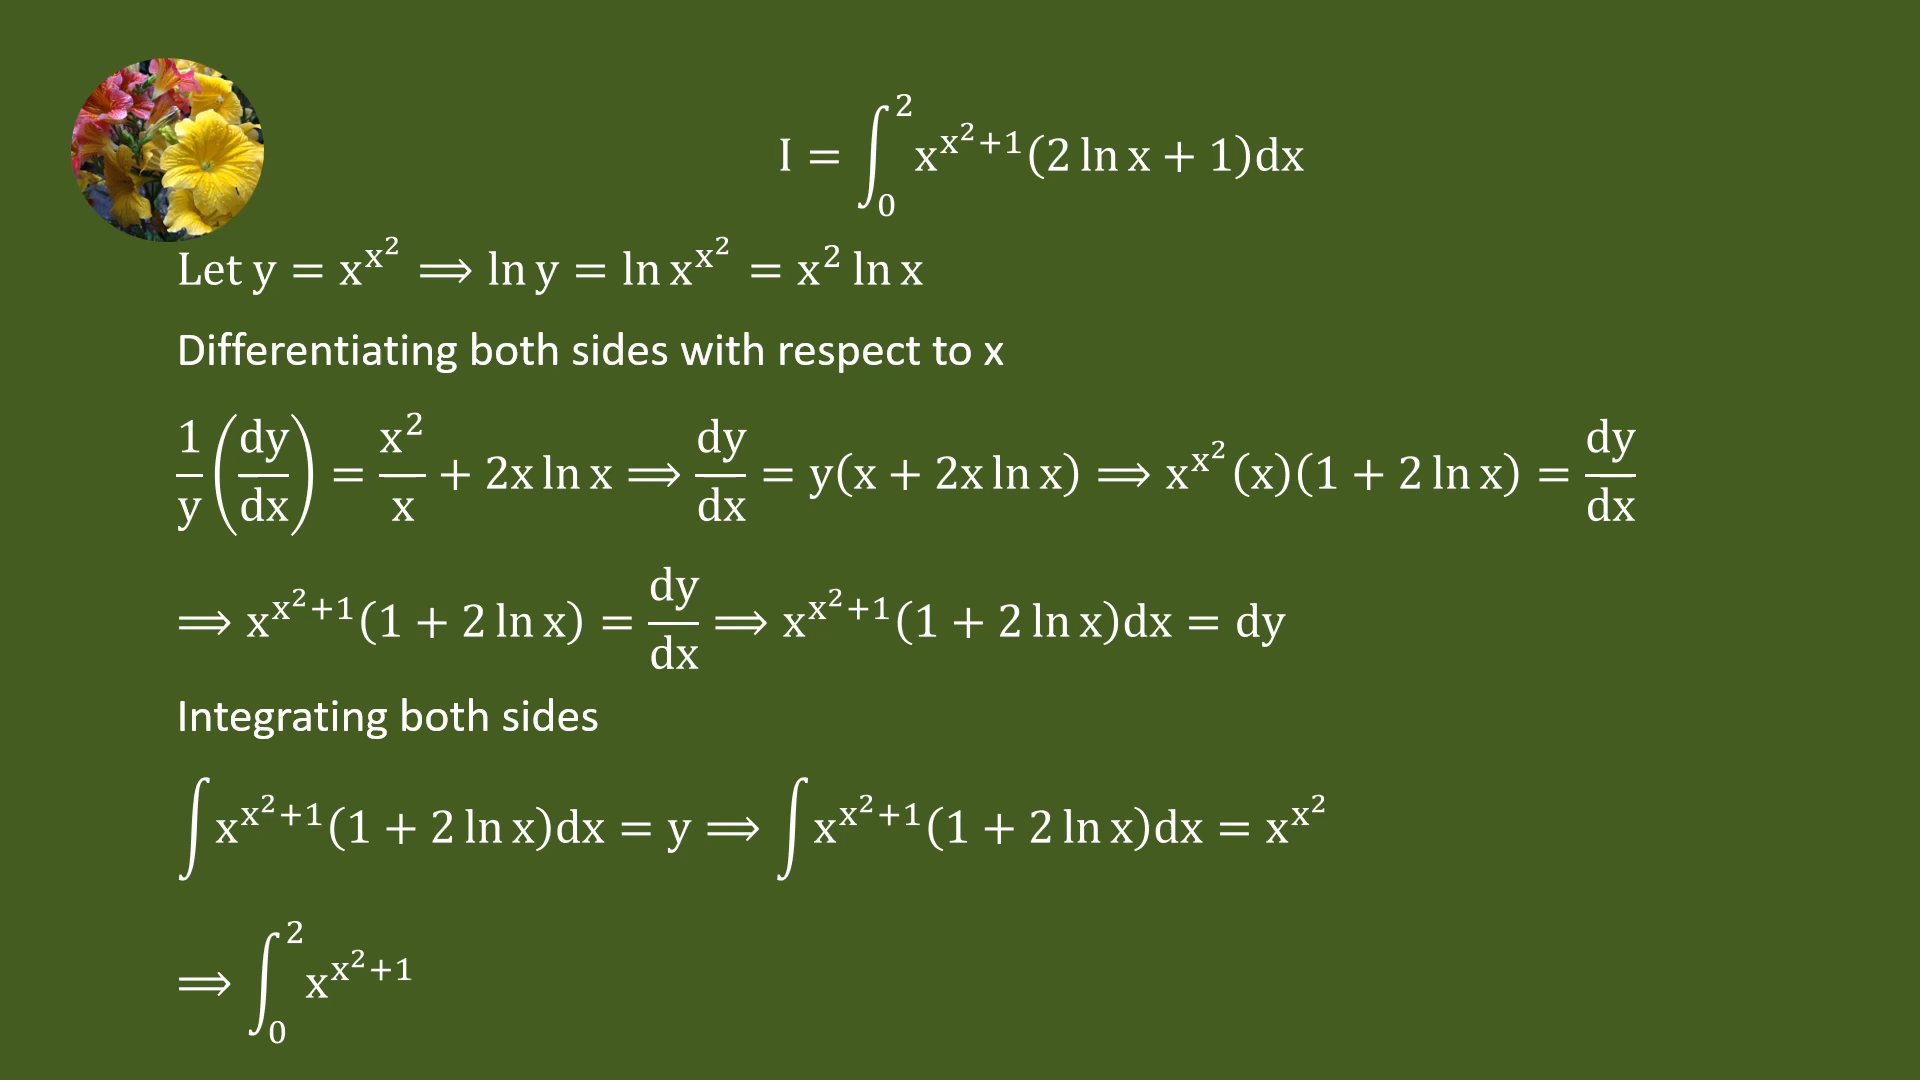 I = ∫₀² x^(x²+1) (2 ln x + 1)dx
Let y = x^(x²) ⟹ ln y = ln x^(x²) = x² ln x
Differentiating both sides with respect to x
1/y (dy/dx) = x²/x + 2x ln x ⟹ dy/dx = y(x + 2x ln x) ⟹ x^(x²) (x)(1 + 2 ln x) = dy/dx
⟹ x^(x²+1) (1 + 2 ln x) = dy/dx ⟹ x^(x²+1) (1 + 2 ln x)dx = dy
Integrating both sides
∫ x^(x²+1) (1 + 2 ln x)dx = y ⟹ ∫ x^(x²+1) (1 + 2 ln x)dx = x^(x²)
⟹ ∫₀² x^(x²+1)